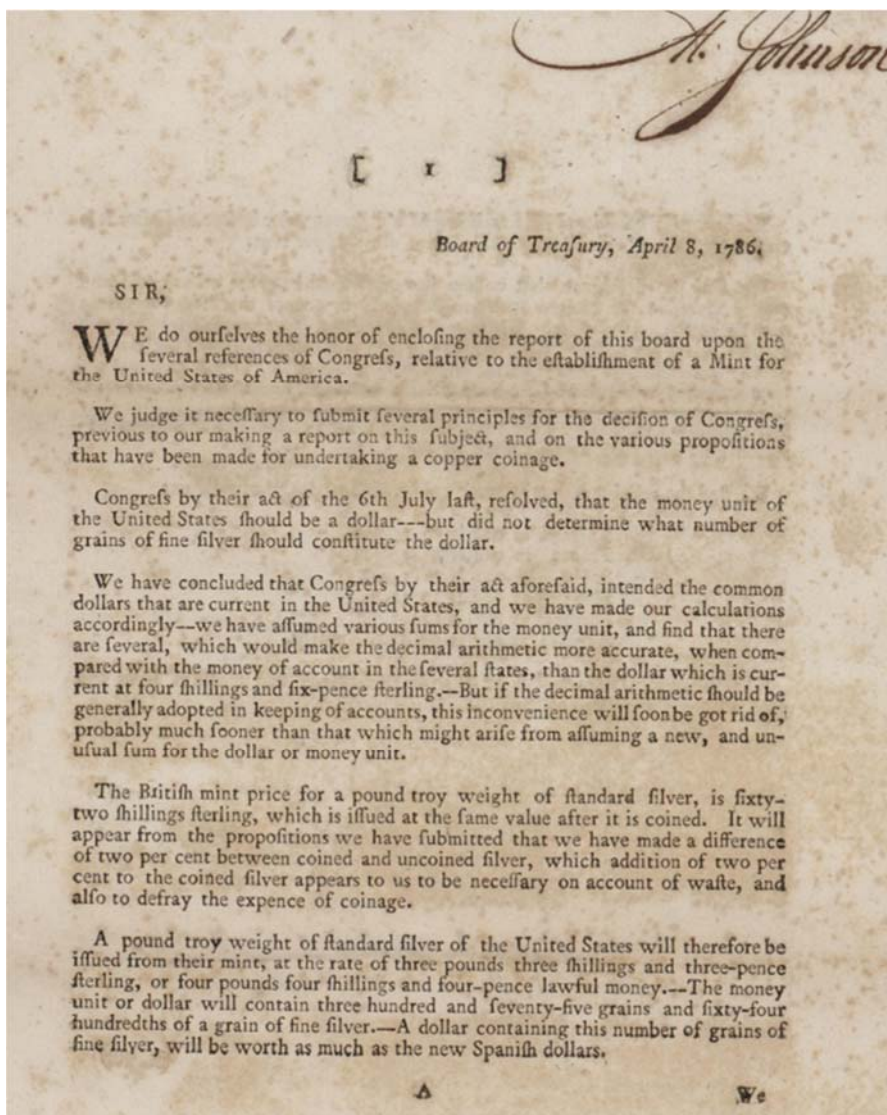 M. Johnson
[ 1 ]
Board of Treaſury, April 8, 1786.
SIR,
WE do ourſelves the honor of encloſing the report of this board upon the
ſeveral references of Congreſs, relative to the eſtabliſhment of a Mint for
the United States of America.
We judge it neceſſary to ſubmit ſeveral principles for the deciſion of Congreſs,
previous to our making a report on this ſubject, and on the various propoſitions
that have been made for undertaking a copper coinage.
Congreſs by their act of the 6th July laſt, reſolved, that the money unit of
the United States ſhould be a dollar---but did not determine what number of
grains of fine ſilver ſhould conſtitute the dollar.
We have concluded that Congreſs by their act aforeſaid, intended the common
dollars that are current in the United States, and we have made our calculations
accordingly—we have aſſumed various ſums for the money unit, and find that there
are ſeveral, which would make the decimal arithmetic more accurate, when com-
pared with the money of account in the ſeveral ſtates, than the dollar which is cur-
rent at four ſhillings and ſix-pence ſterling.—But if the decimal arithmetic ſhould be
generally adopted in keeping of accounts, this inconvenience will ſoon be got rid of,
probably much ſooner than that which might ariſe from aſſuming a new, and un-
uſual ſum for the dollar or money unit.
The British mint price for a pound troy weight of ſtandard ſilver, is ſixty-
two ſhillings ſterling, which is iſſued at the ſame value after it is coined. It will
appear from the propoſitions we have ſubmitted that we have made a difference
of two per cent between coined and uncoined ſilver, which addition of two per
cent to the coined ſilver appears to us to be neceſſary on account of waſte, and
alſo to defray the expence of coinage.
A pound troy weight of ſtandard ſilver of the United States will therefore be
iſſued from their mint, at the rate of three pounds three ſhillings and three-pence
ſterling, or four pounds four ſhillings and four-pence lawful money.—The money
unit or dollar will contain three hundred and ſeventy-five grains and ſixty-four
hundredths of a grain of fine ſilver.—A dollar containing this number of grains of
fine ſilver, will be worth as much as the new Spaniſh dollars.
A We